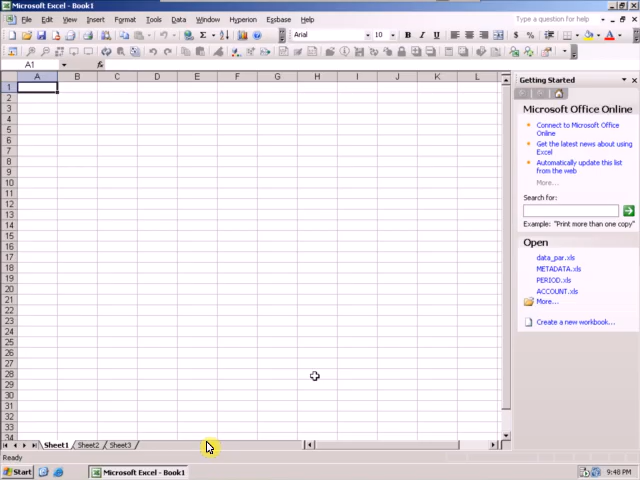 Microsoft Excel - Book1
File Edit View Insert Format Tools Data Window Hyperion Essbase Help
Type a question for help
Arial 10 B I U $ %
A1 fx
A B C D E F G H I J K L
1
2
3
4
5
6
7
8
9
10
11
12
13
14
15
16
17
18
19
20
21
22
23
24
25
26
27
28
29
30
31
32
33
34
Getting Started
Microsoft Office Online
Connect to Microsoft Office
Online
Get the latest news about using
Excel
Automatically update this list
from the web
More...
Search for:
Example: "Print more than one copy"
Open
data_par.xls
METADATA.xls
PERIOD.xls
ACCOUNT.xls
More...
Create a new workbook...
Sheet1 Sheet2 Sheet3
Ready
Start Microsoft Excel - Book1 9:48 PM